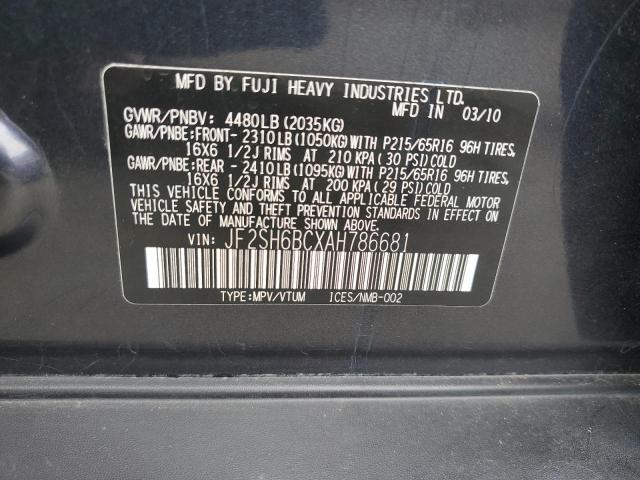 MFD BY FUJI HEAVY INDUSTRIES LTD.
MFD IN 03/10
GVWR/PNBV: 4480LB (2035KG)
GAWR/PNBE:FRONT- 2310LB(1050KG)WITH P215/65R16 96H TIRES,
16X6 1/2J RIMS AT 210 KPA(30 PSI)COLD
GAWR/PNBE:REAR - 2410LB(1095KG)WITH P215/65R16 96H TIRES,
16X6 1/2J RIMS AT 200 KPA(29 PSI)COLD
THIS VEHICLE CONFORMS TO ALL APPLICABLE FEDERAL MOTOR
VEHICLE SAFETY AND THEFT PREVENTION STANDARDS IN EFFECT ON
THE DATE OF MANUFACTURE SHOWN ABOVE.
VIN: JF2SH6BCXAH786681
TYPE:MPV/VTUM ICES/NMB-002